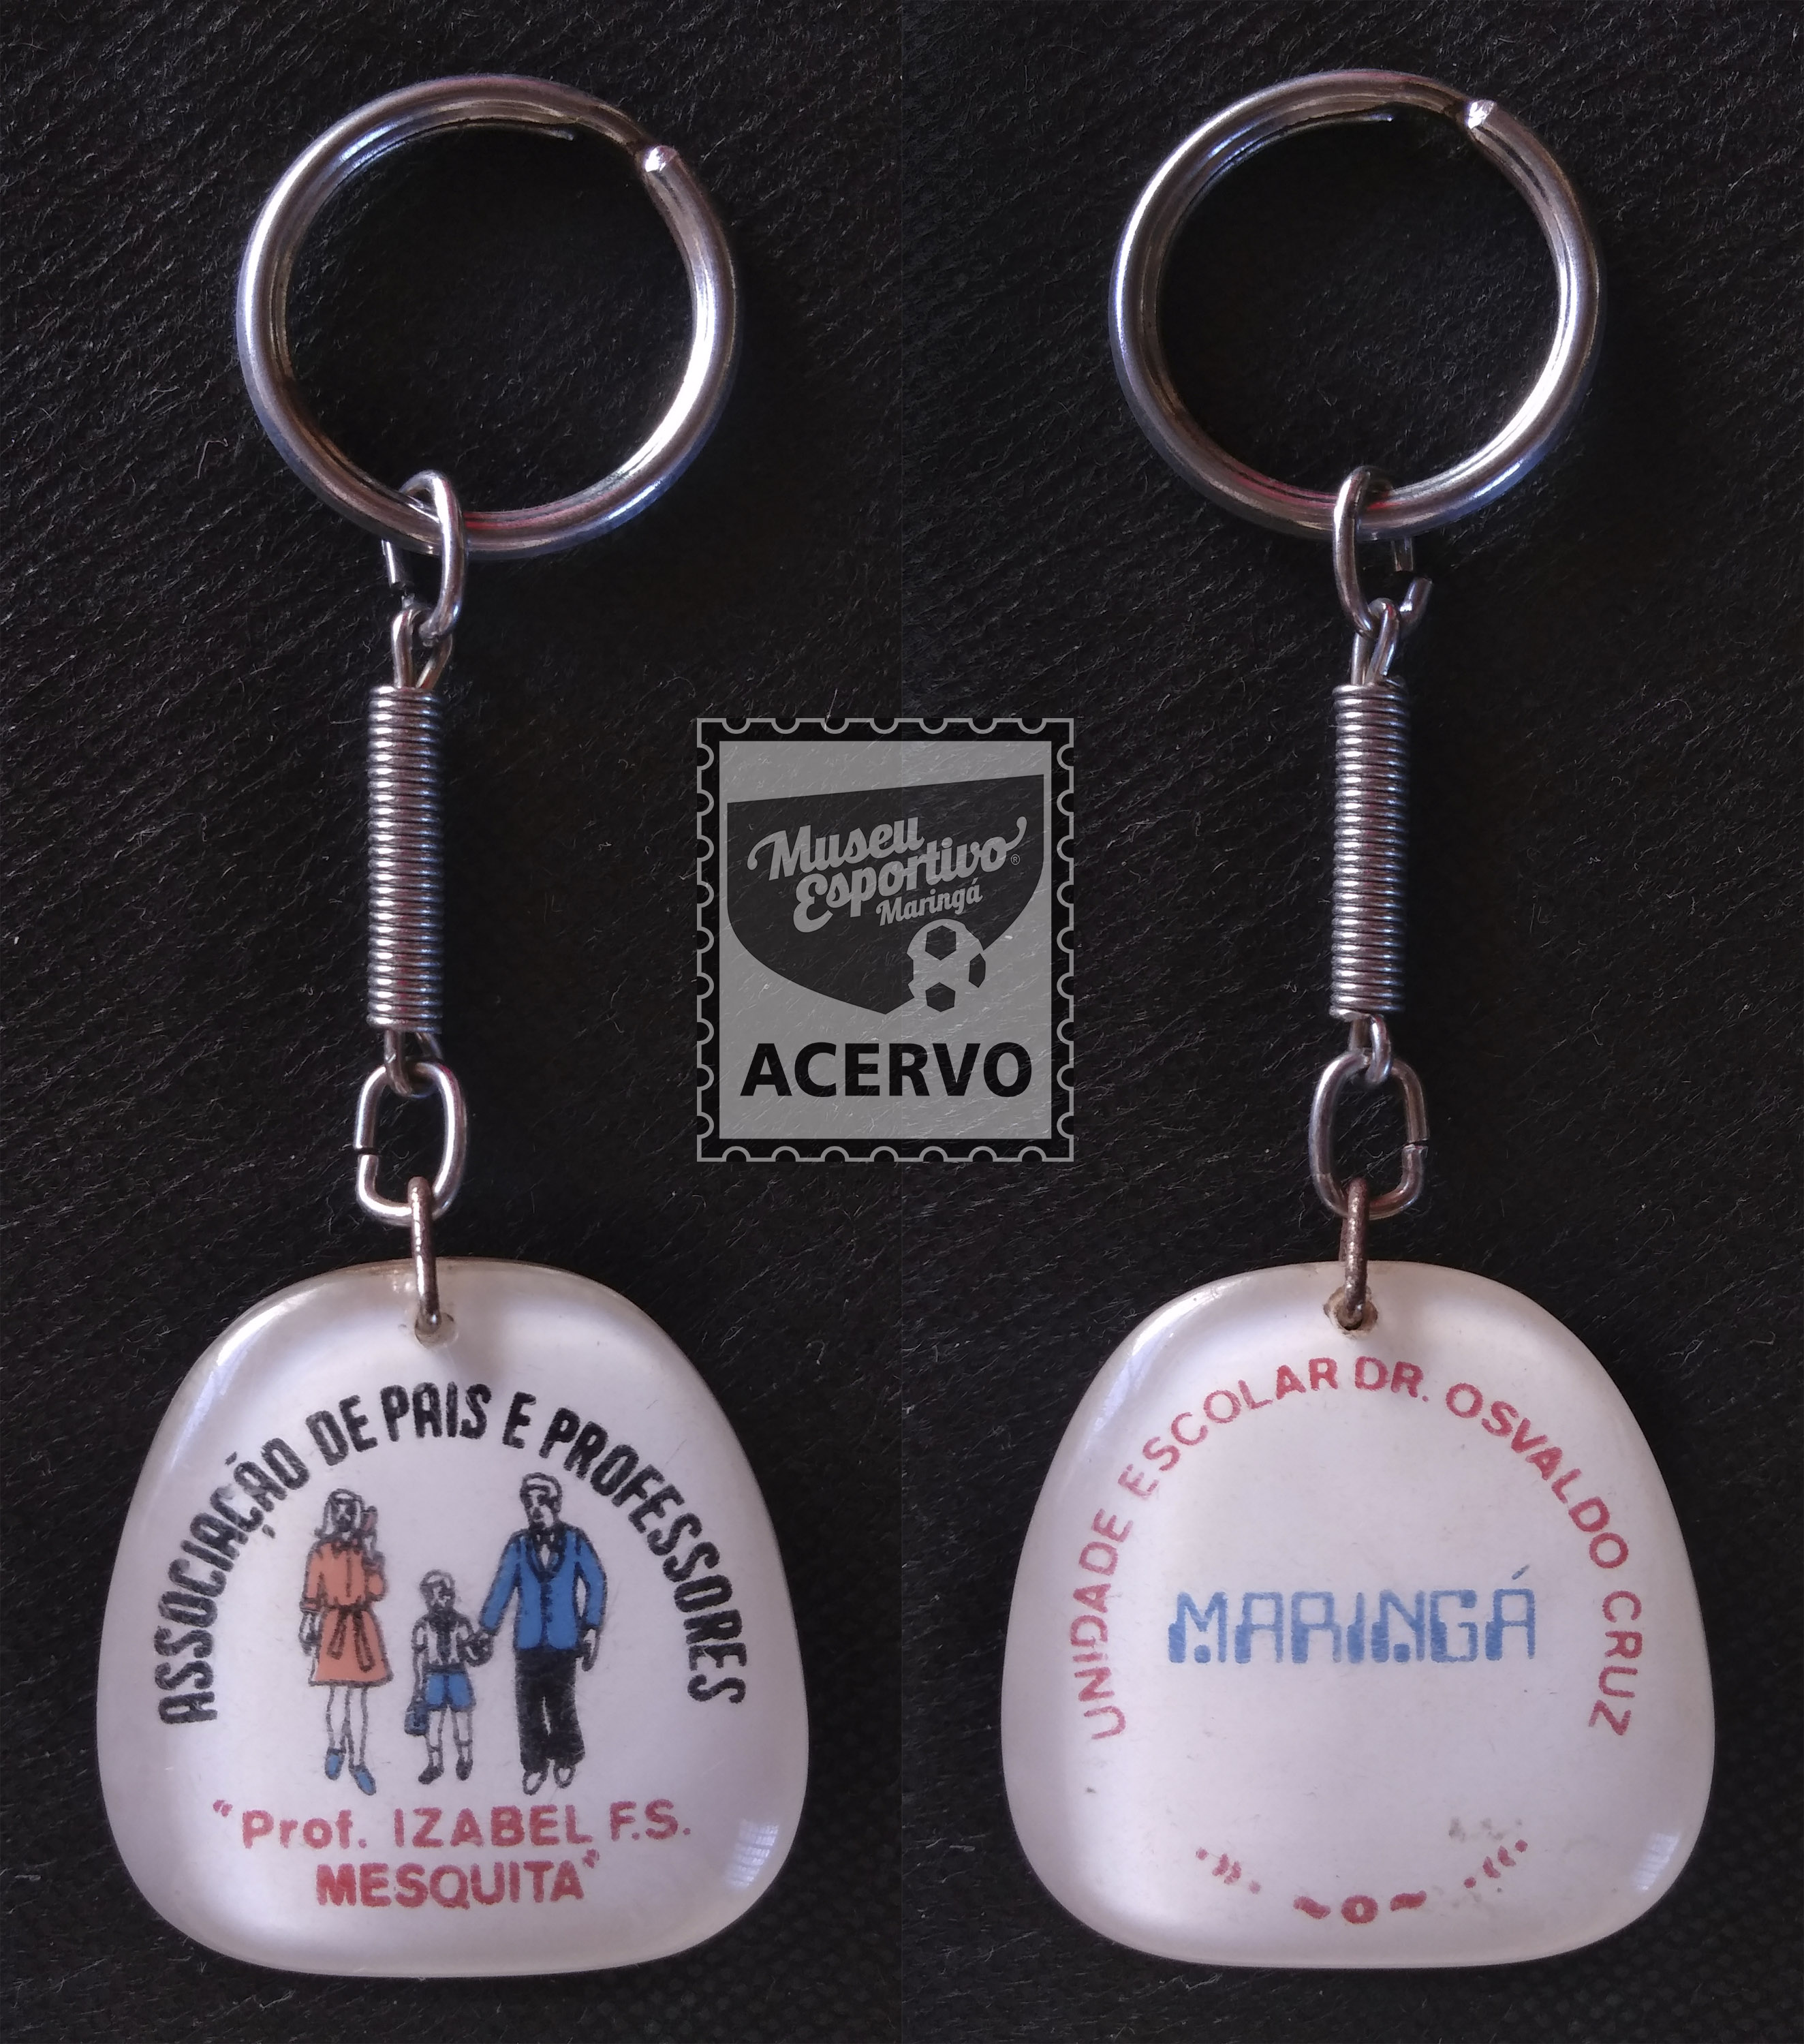 ASSOCIAÇÃO DE PAIS E PROFESSORES
"Prof. IZABEL F.S.
MESQUITA"
Museu
Esportivo®
Maringá
ACERVO
UNIDADE ESCOLAR DR. OSVALDO CRUZ
MARINGÁ